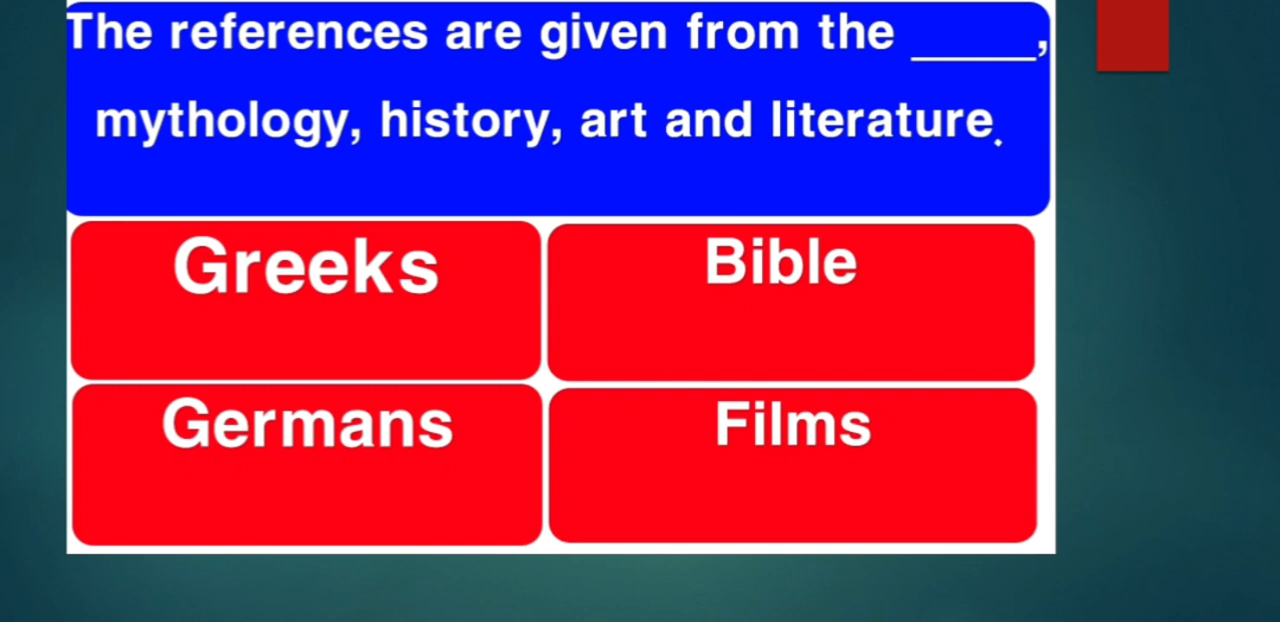 The references are given from the _____,
mythology, history, art and literature.
Greeks
Bible
Germans
Films